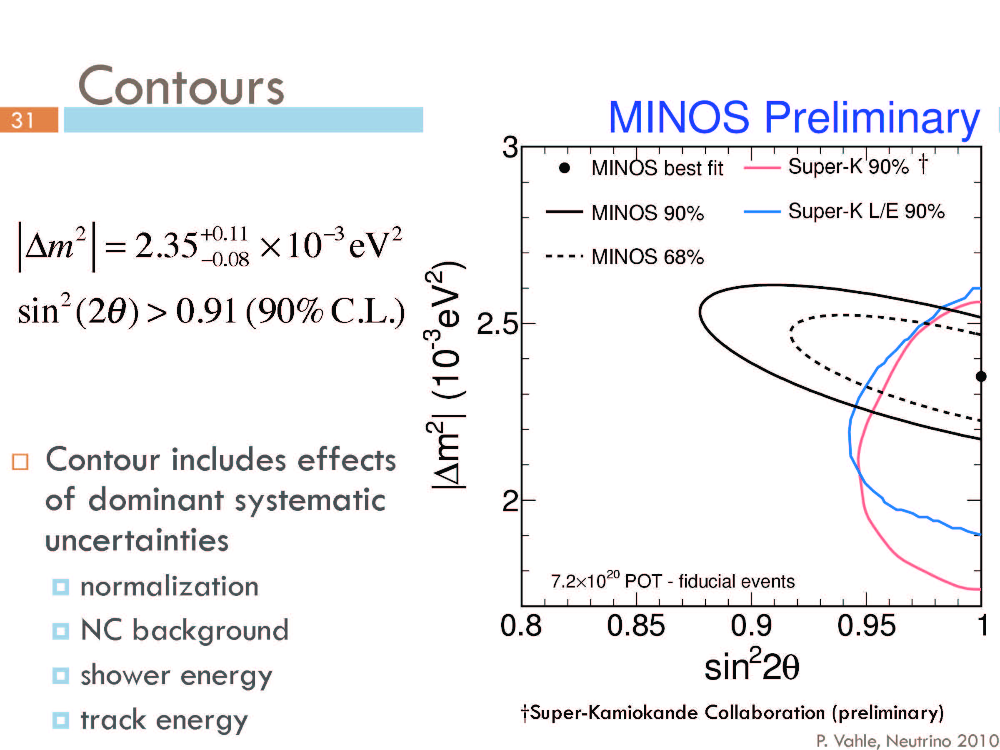 Contours
31
|Δm²| = 2.35 +0.11 −0.08 ×10⁻³ eV²
sin²(2θ) > 0.91 (90% C.L.)
Contour includes effects
of dominant systematic
uncertainties
normalization
NC background
shower energy
track energy
MINOS Preliminary
MINOS best fit
Super-K 90% †
MINOS 90%
Super-K L/E 90%
MINOS 68%
7.2×10²⁰ POT - fiducial events
|Δm²| (10⁻³eV²)
3
2.5
2
0.8 0.85 0.9 0.95 1
sin²2θ
†Super-Kamiokande Collaboration (preliminary)
P. Vahle, Neutrino 2010